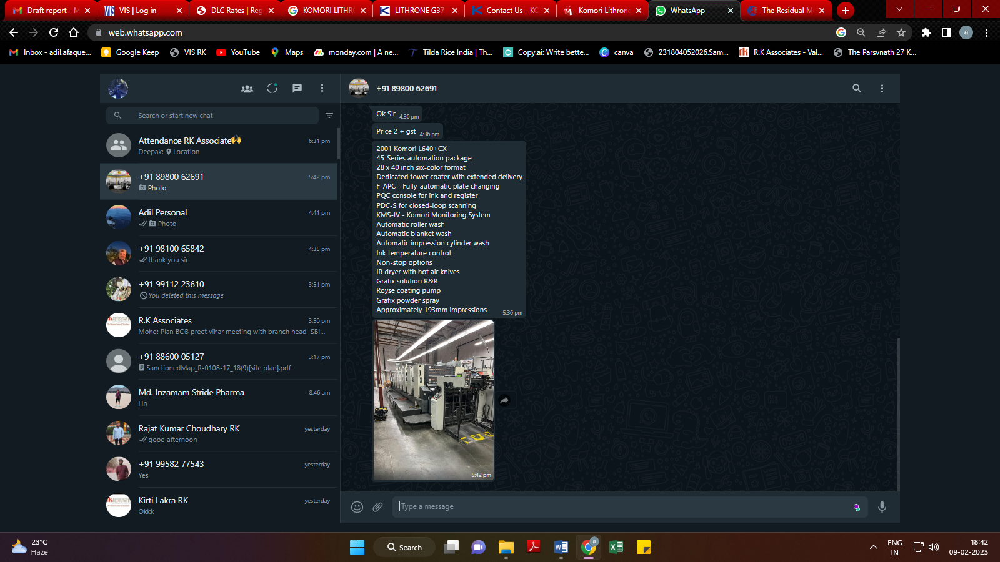 Draft report - M
VIS | Log in
DLC Rates | Reg
KOMORI LITHRO
LITHRONE G37
Contact Us - KO
Komori Lithrone
WhatsApp
The Residual M
web.whatsapp.com
a
Inbox - adil.afaque...
Google Keep
VIS RK
YouTube
Maps
monday.com | A ne...
Tilda Rice India | Th...
Copy.ai: Write bette...
canva
231804052026.Sam...
R.K Associates - Val...
The Parsvnath 27 K...
Search or start new chat
Attendance RK Associate🙌
6:31 pm
Deepak: Location
+91 89800 62691
5:42 pm
Photo
Adil Personal
4:41 pm
Photo
+91 98100 65842
4:35 pm
thank you sir
+91 99112 23610
3:51 pm
You deleted this message
R.K Associates
3:50 pm
Mohd: Plan BOB preet vihar meeting with branch head SBI...
+91 88600 05127
3:17 pm
SanctionedMap_R-0108-17_18(9)[site plan].pdf
Md. Inzamam Stride Pharma
8:46 am
Hn
Rajat Kumar Choudhary RK
yesterday
good afternoon
+91 99582 77543
yesterday
Yes
Kirti Lakra RK
yesterday
Okkk
+91 89800 62691
Ok Sir 4:36 pm
Price 2 + gst 4:36 pm
2001 Komori L640+CX
45-Series automation package
28 x 40 inch six-color format
Dedicated tower coater with extended delivery
F-APC - Fully-automatic plate changing
PQC console for ink and register
PDC-S for closed-loop scanning
KMS-IV - Komori Monitoring System
Automatic roller wash
Automatic blanket wash
Automatic impression cylinder wash
Ink temperature control
Non-stop options
IR dryer with hot air knives
Grafix solution R&R
Royse coating pump
Grafix powder spray
Approximately 193mm impressions 5:36 pm
5:42 pm
Type a message
23°C
Haze
Search
ENG
IN
18:42
09-02-2023